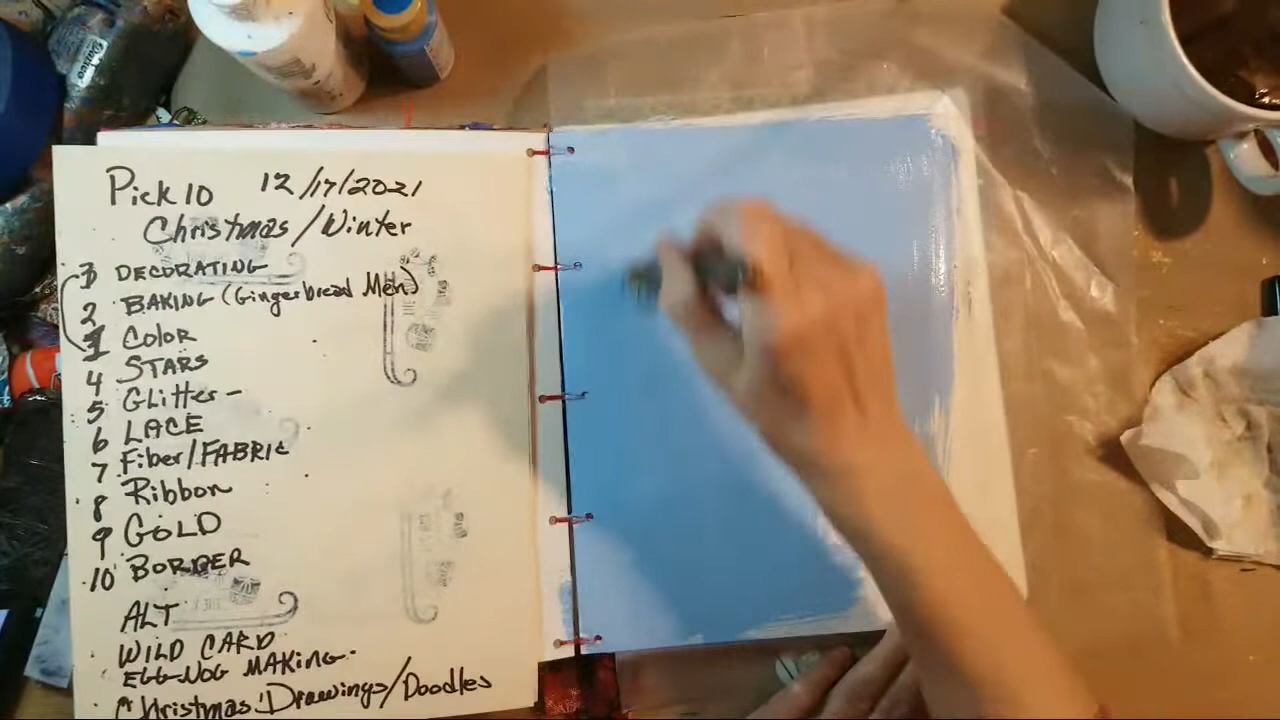 DecoArt
Pick 10 12/17/2021
Christmas/Winter
3 DECORATING
2 BAKING (Gingerbread Men)
1 Color
4 STARS
5 Glitter -
6 LACE
7 Fiber/FABRIC
8 Ribbon
9 GOLD
10 BORDER
ALT
WILD CARD
EGG-NOG MAKING.
Christmas Drawings/Doodles